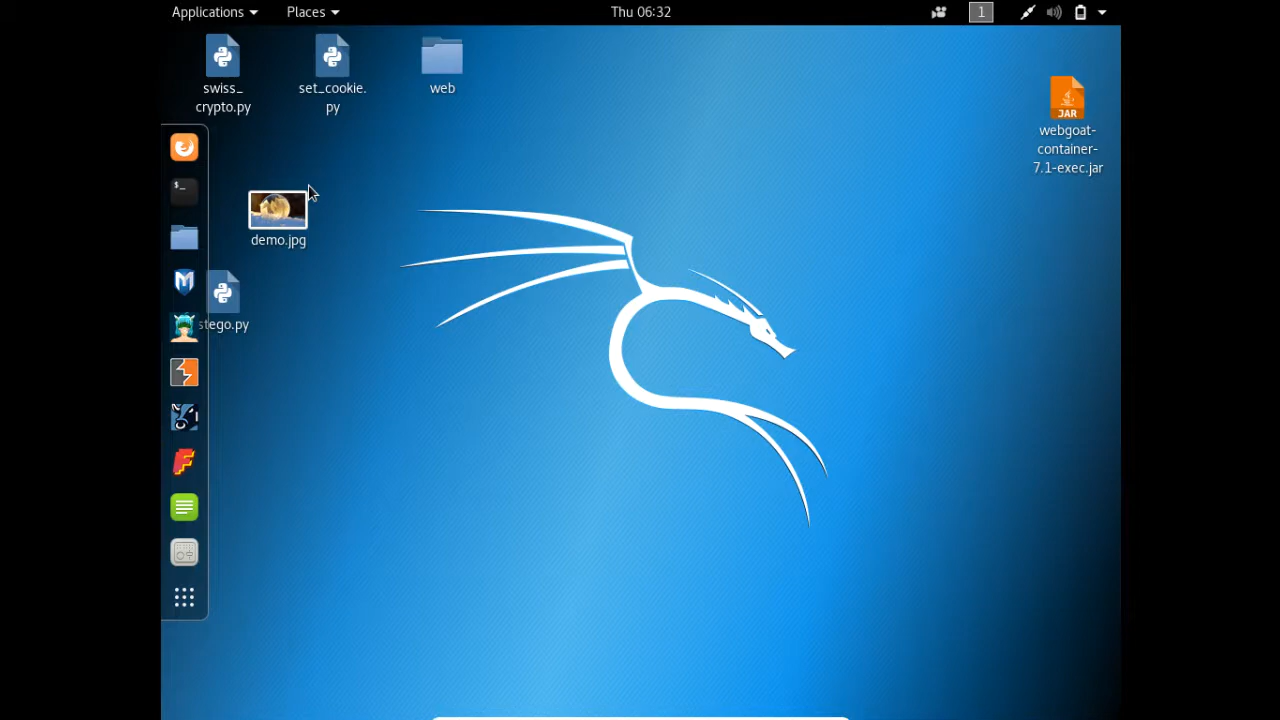 Applications Places Thu 06:32 1
swiss_
crypto.py
set_cookie.
py
web
JAR
webgoat-
container-
7.1-exec.jar
$_
demo.jpg
stego.py